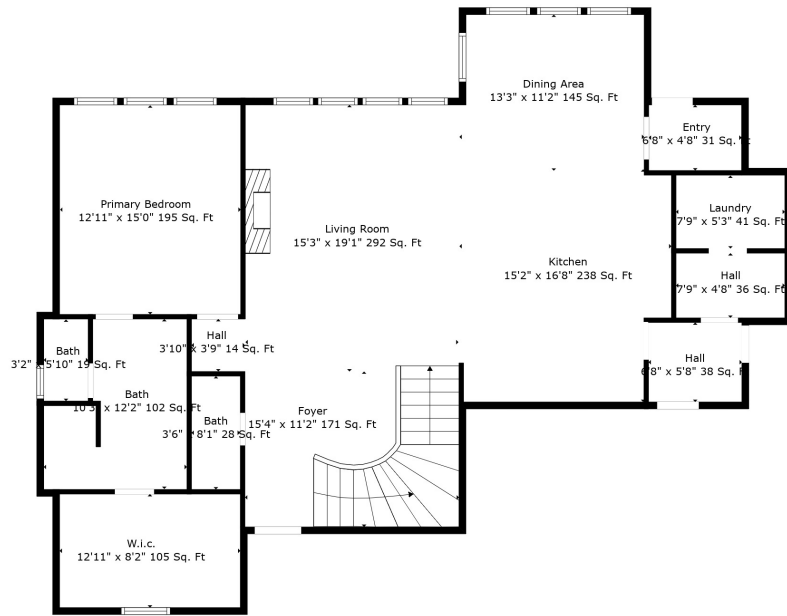 Dining Area
13'3" x 11'2" 145 Sq. Ft
Entry
6'8" x 4'8" 31 Sq. Ft
Primary Bedroom
12'11" x 15'0" 195 Sq. Ft
Living Room
15'3" x 19'1" 292 Sq. Ft
Laundry
7'9" x 5'3" 41 Sq. Ft
Kitchen
15'2" x 16'8" 238 Sq. Ft
Hall
7'9" x 4'8" 36 Sq. Ft
Hall
3'10" x 3'9" 14 Sq. Ft
Bath
3'2" x 5'10" 19 Sq. Ft
Hall
6'8" x 5'8" 38 Sq. Ft
Bath
10'3" x 12'2" 102 Sq. Ft
Bath
3'6" x 8'1" 28 Sq. Ft
Foyer
15'4" x 11'2" 171 Sq. Ft
W.i.c.
12'11" x 8'2" 105 Sq. Ft